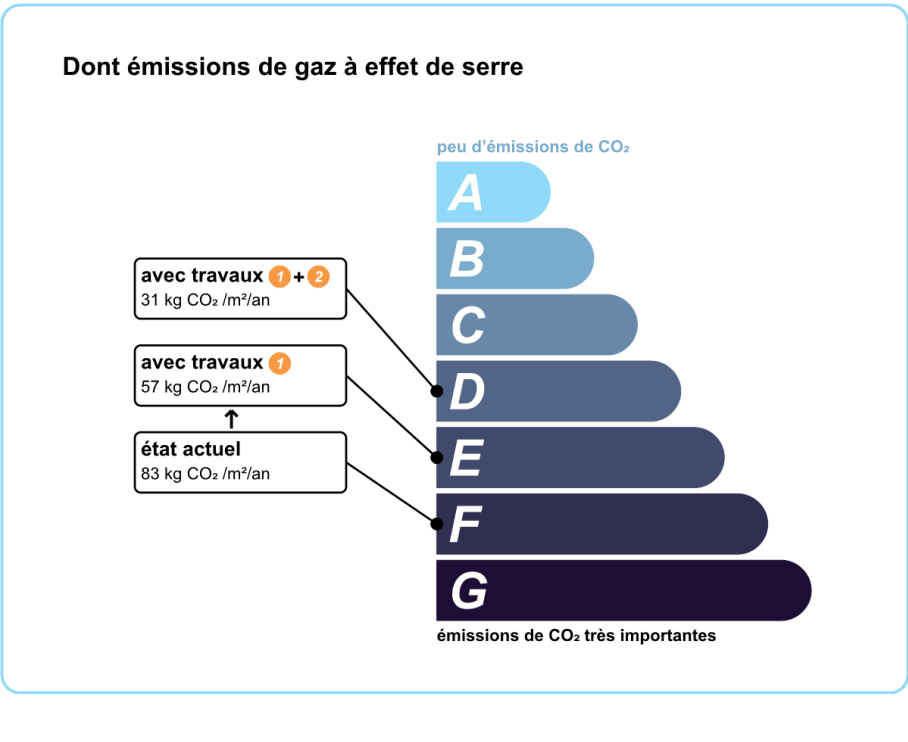 Dont émissions de gaz à effet de serre
peu d’émissions de CO₂
A
B
avec travaux 1 + 2
31 kg CO₂ /m²/an
C
avec travaux 1
57 kg CO₂ /m²/an
D
état actuel
83 kg CO₂ /m²/an
E
F
G
émissions de CO₂ très importantes